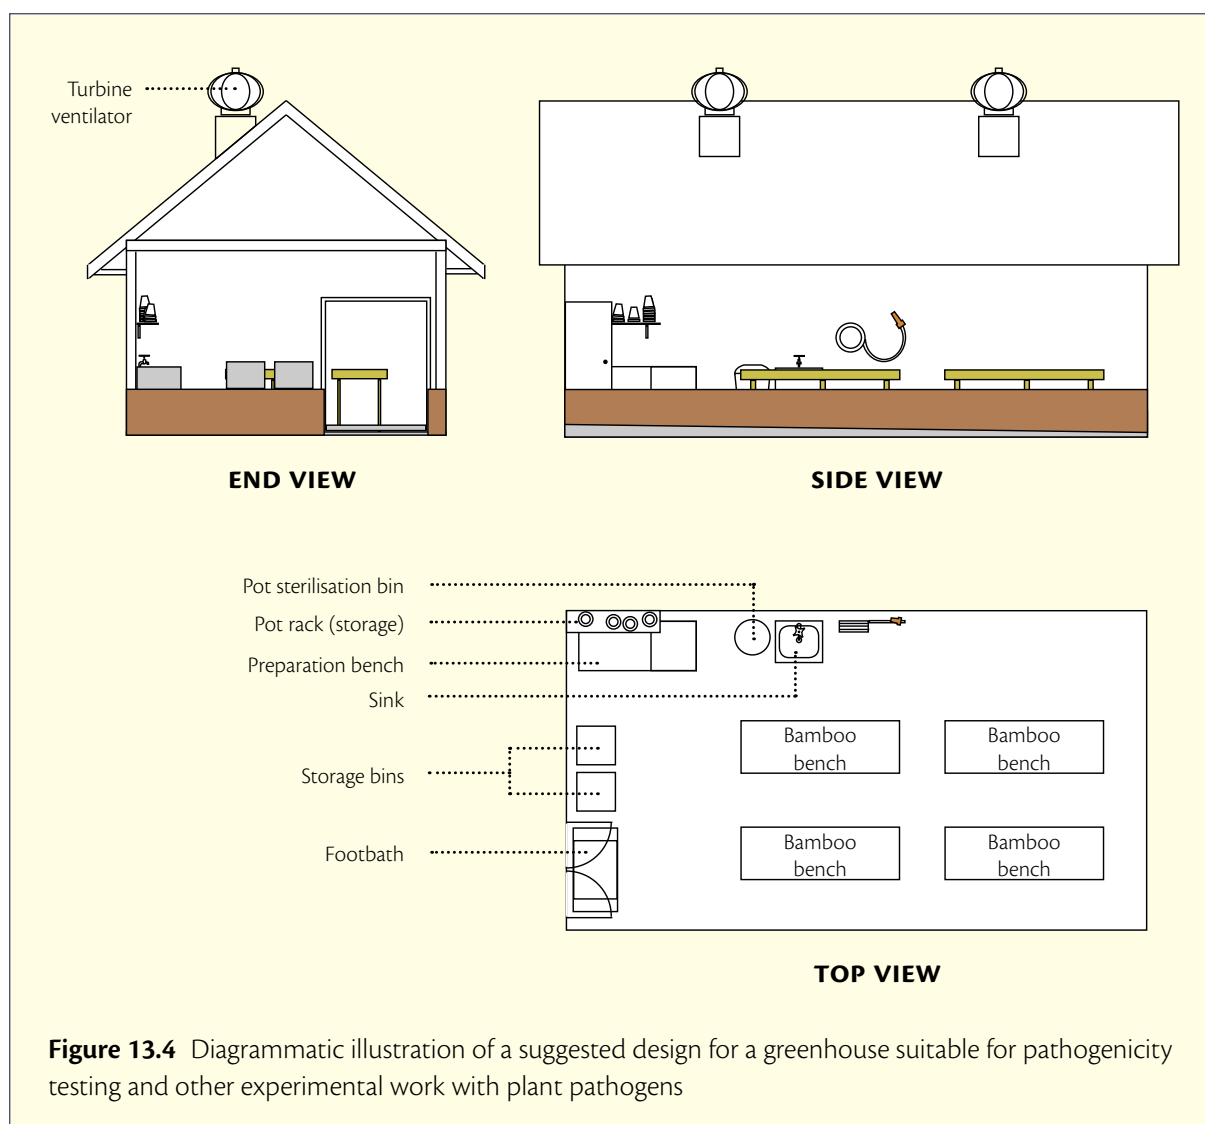 Turbine
ventilator
END VIEW
SIDE VIEW
Pot sterilisation bin
Pot rack (storage)
Preparation bench
Sink
Storage bins
Footbath
Bamboo
bench
Bamboo
bench
Bamboo
bench
Bamboo
bench
TOP VIEW
Figure 13.4 Diagrammatic illustration of a suggested design for a greenhouse suitable for pathogenicity
testing and other experimental work with plant pathogens